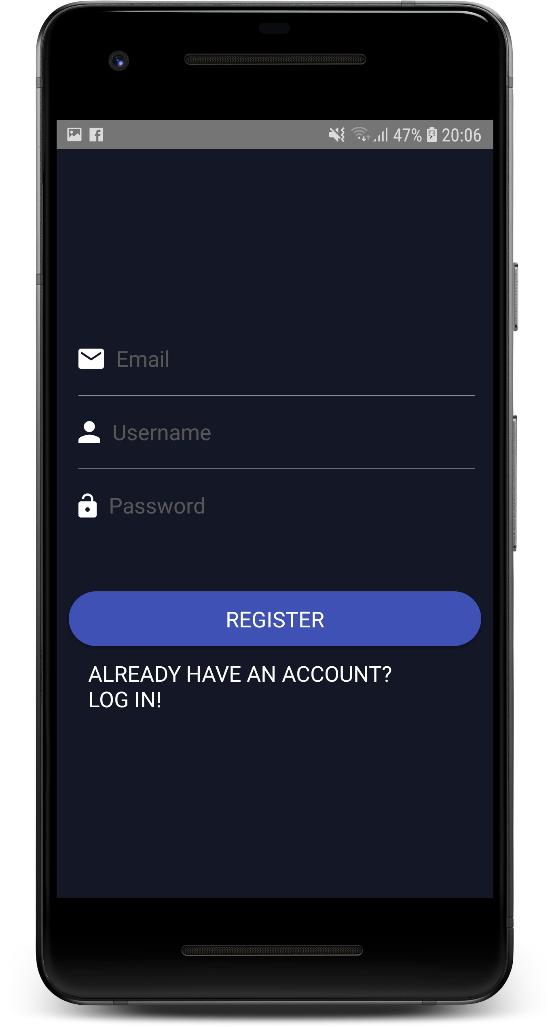 47% 20:06
Email
Username
Password
REGISTER
ALREADY HAVE AN ACCOUNT?
LOG IN!